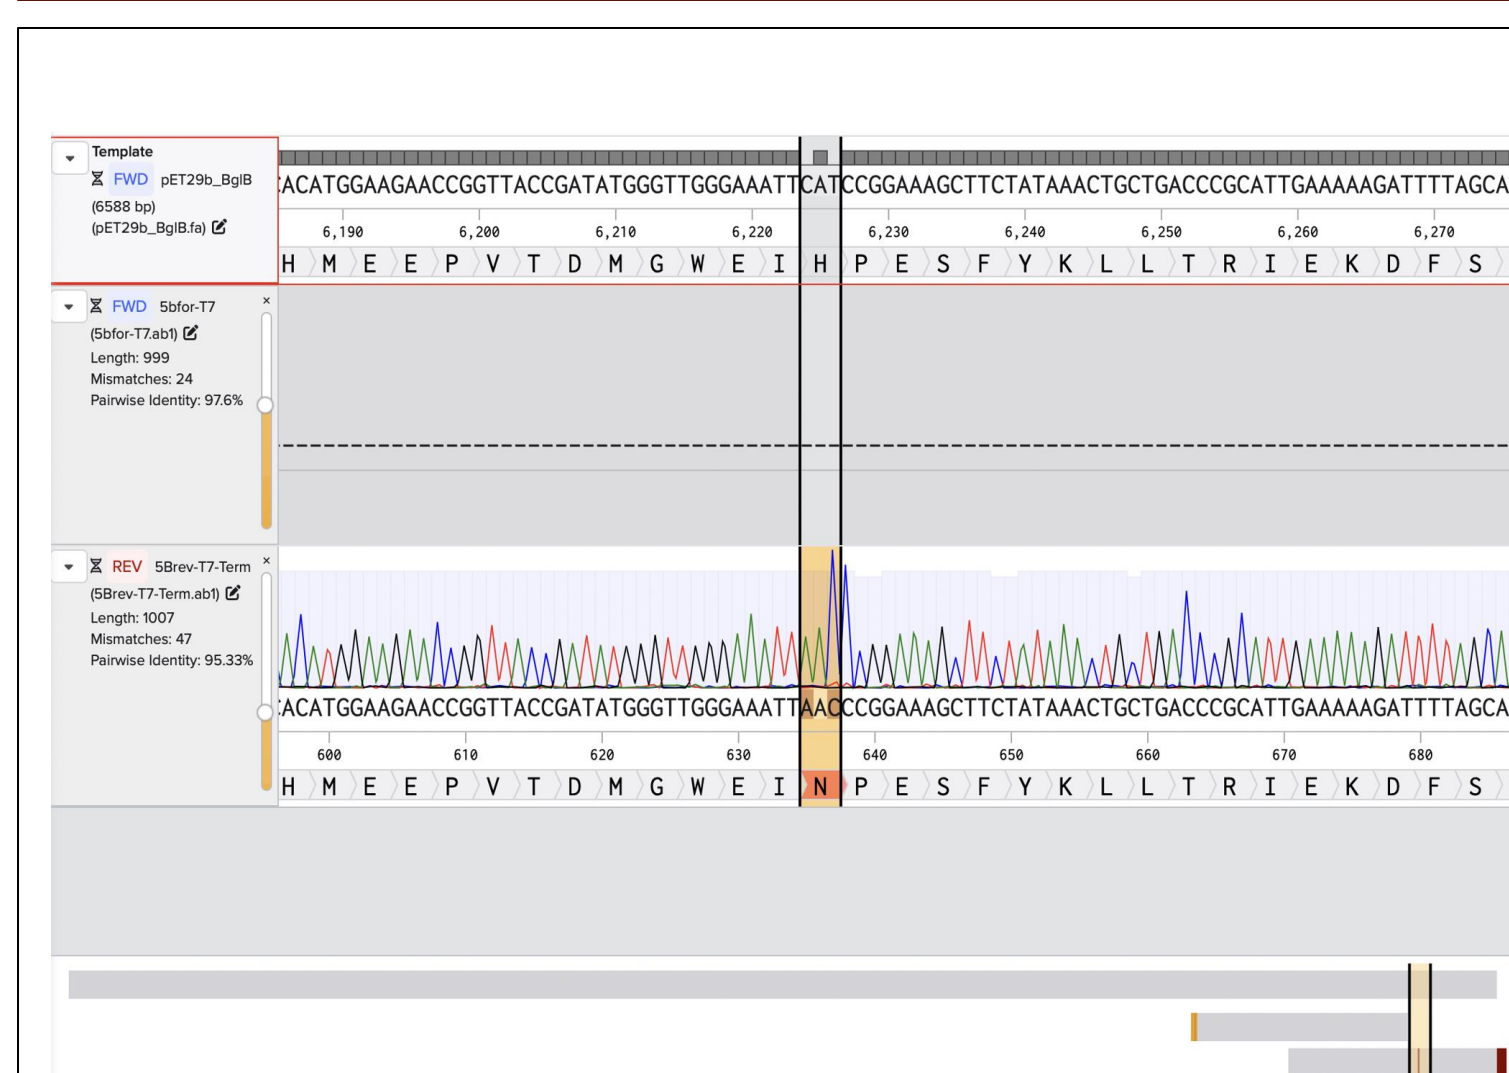 Template
FWD pET29b_BglB
(6588 bp)
(pET29b_BglB.fa)
ACATGGAAGAACCGGTTACCGATATGGGTTGGGAAATTCATCCGGAAAGCTTCTATAAACTGCTGACCCGCATTGAAAAAGATTTTAGCA
6,190 6,200 6,210 6,220 6,230 6,240 6,250 6,260 6,270
H M E E P V T D M G W E I H P E S F Y K L L T R I E K D F S
FWD 5bfor-T7 ×
(5bfor-T7.ab1)
Length: 999
Mismatches: 24
Pairwise Identity: 97.6%
REV 5Brev-T7-Term ×
(5Brev-T7-Term.ab1)
Length: 1007
Mismatches: 47
Pairwise Identity: 95.33%
ACATGGAAGAACCGGTTACCGATATGGGTTGGGAAATTAACCCGGAAAGCTTCTATAAACTGCTGACCCGCATTGAAAAAGATTTTAGCA
600 610 620 630 640 650 660 670 680
H M E E P V T D M G W E I N P E S F Y K L L T R I E K D F S